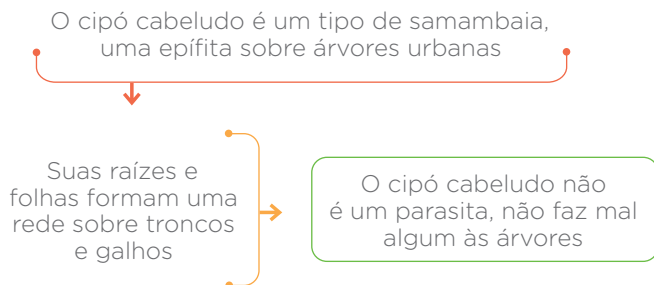 O cipó cabeludo é um tipo de samambaia,
uma epífita sobre árvores urbanas
Suas raízes e
folhas formam uma
rede sobre troncos
e galhos
O cipó cabeludo não
é um parasita, não faz mal
algum às árvores